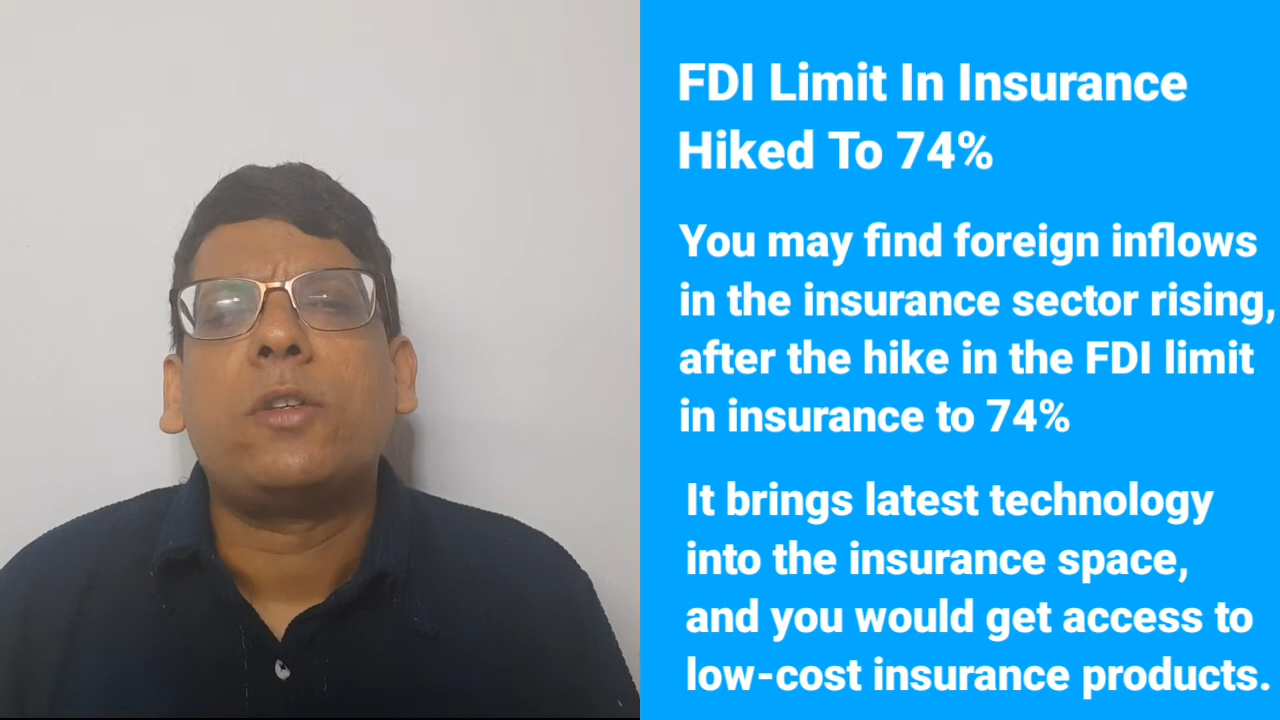 FDI Limit In Insurance
Hiked To 74%
You may find foreign inflows
in the insurance sector rising,
after the hike in the FDI limit
in insurance to 74%
It brings latest technology
into the insurance space,
and you would get access to
low-cost insurance products.